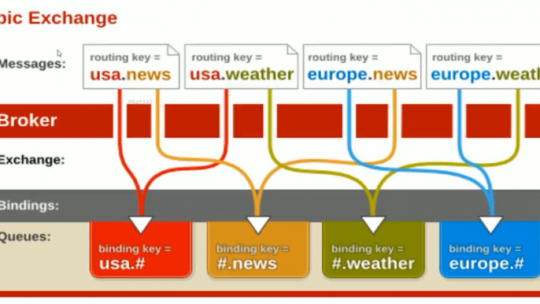 pic Exchange
Messages:
routing key =
usa.news
routing key =
usa.weather
routing key =
europe.news
routing key =
europe.weath
Broker
Exchange:
Bindings:
Queues:
binding key =
usa.#
binding key =
#.news
binding key =
#.weather
binding key =
europe.#